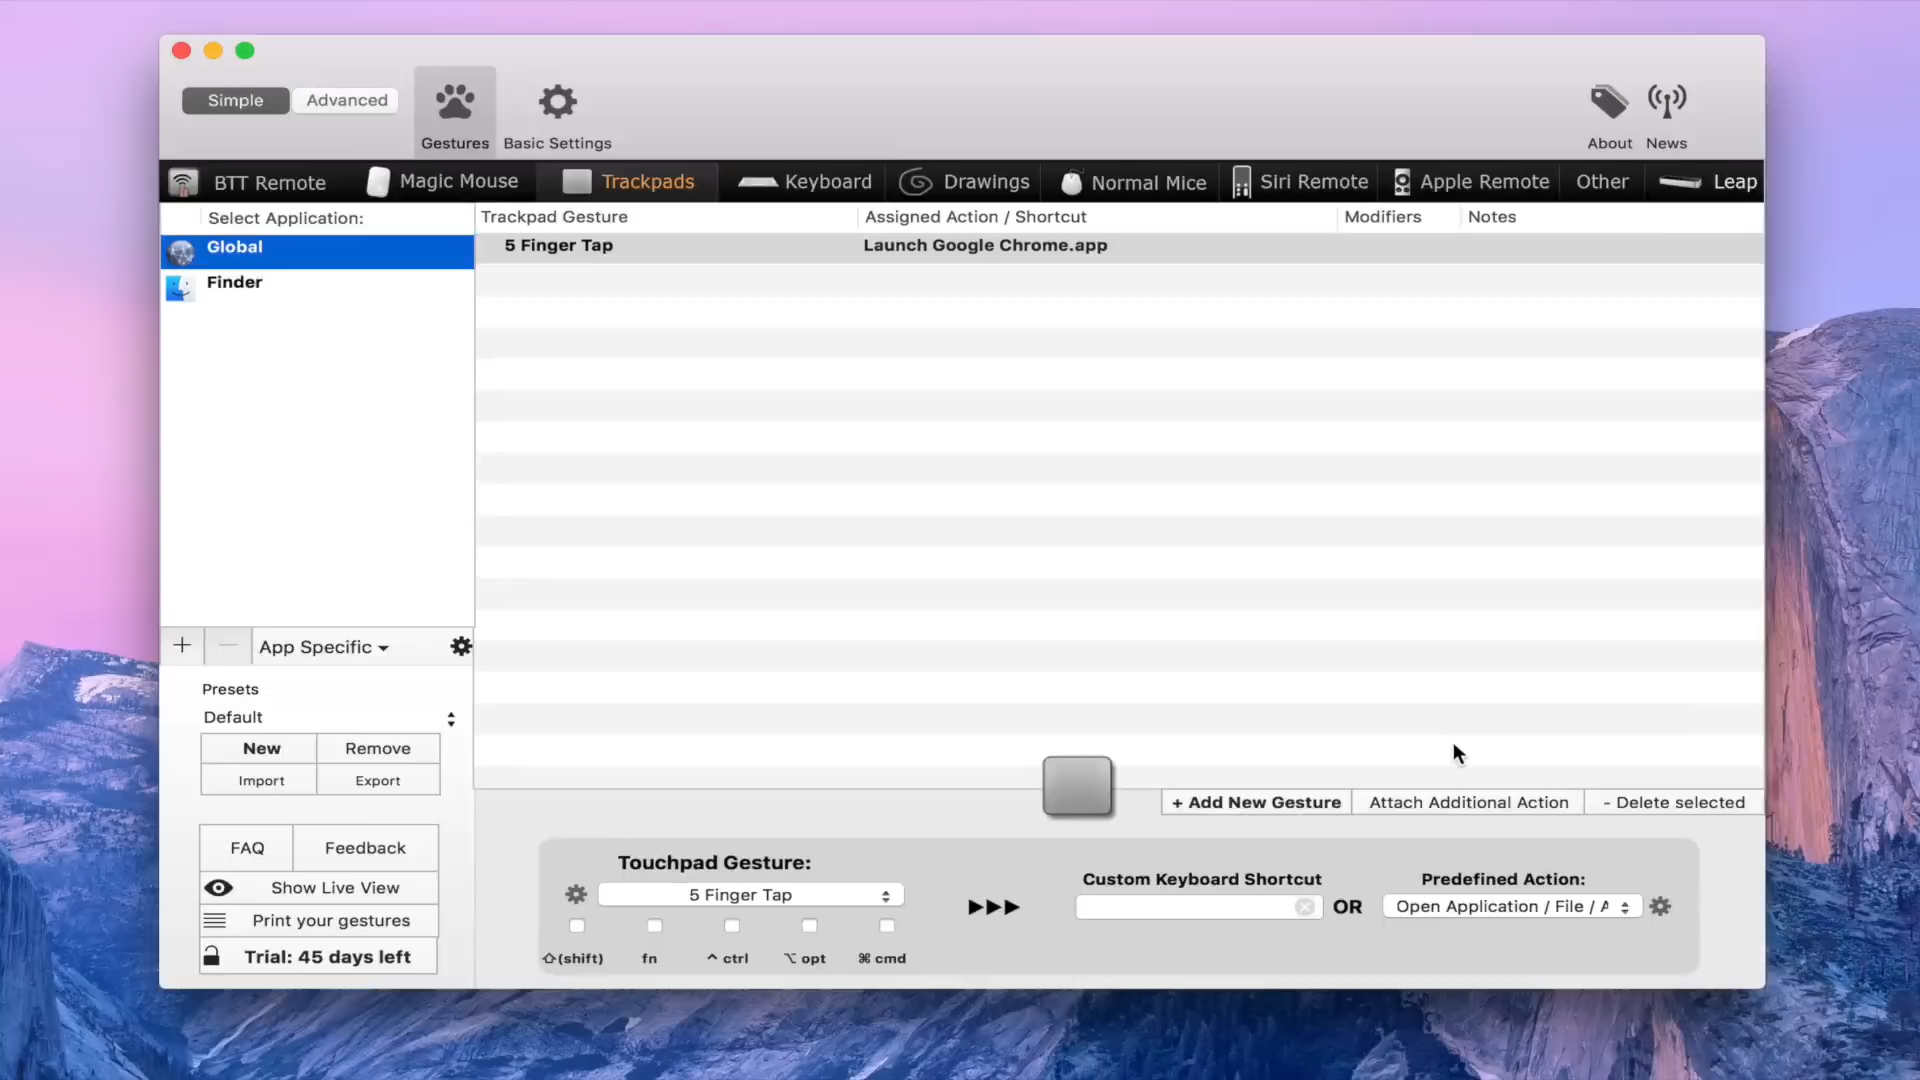 Simple Advanced
Gestures Basic Settings About News
BTT Remote Magic Mouse Trackpads Keyboard Drawings Normal Mice Siri Remote Apple Remote Other Leap
Select Application: Trackpad Gesture Assigned Action / Shortcut Modifiers Notes
Global 5 Finger Tap Launch Google Chrome.app
Finder
+ − App Specific
Presets
Default
New Remove
Import Export
+ Add New Gesture Attach Additional Action - Delete selected
FAQ Feedback
Show Live View
Print your gestures
Trial: 45 days left
Touchpad Gesture:
5 Finger Tap
⇧(shift) fn ^ ctrl ⌥ opt ⌘ cmd
Custom Keyboard Shortcut
OR
Predefined Action:
Open Application / File / A